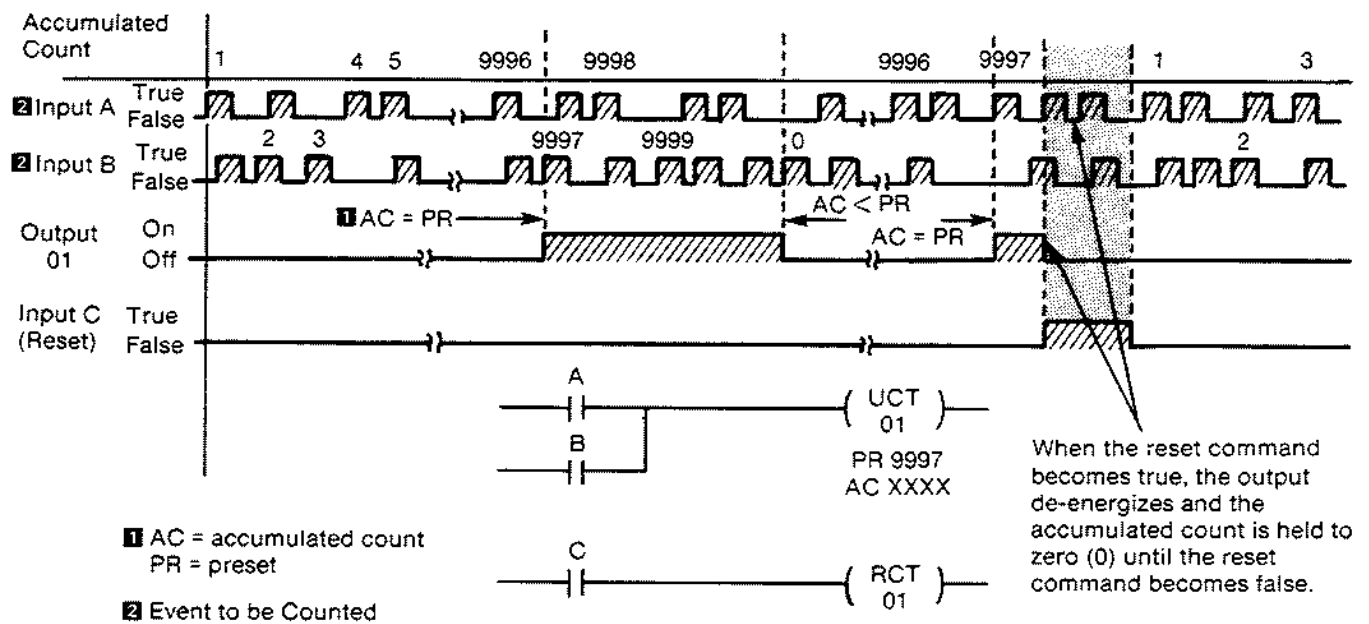 Accumulated
Count
1 4 5 9996 9998 9996 9997 1 3
2 Input A True
False
2 3 9997 9999 0 2
2 Input B True
False
1 AC = PR
AC < PR
AC = PR
Output
01
On
Off
Input C
(Reset)
True
False
A
B
UCT
01
PR 9997
AC XXXX
C
RCT
01
When the reset command
becomes true, the output
de-energizes and the
accumulated count is held to
zero (0) until the reset
command becomes false.
1 AC = accumulated count
PR = preset
2 Event to be Counted